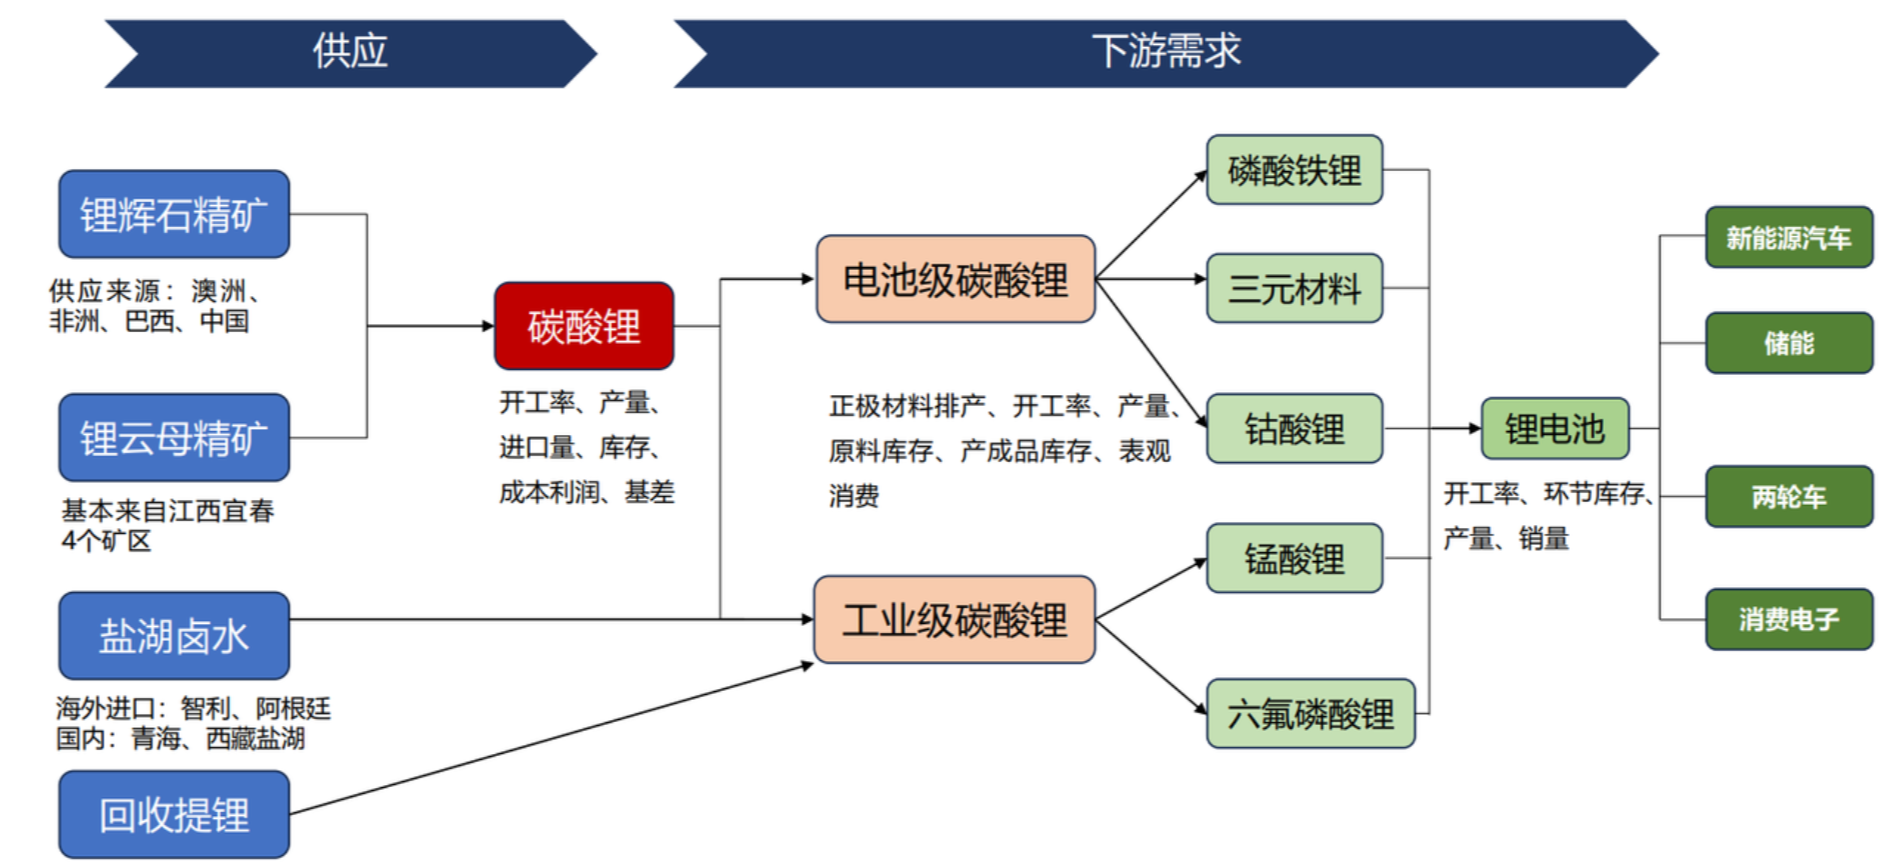 供应
下游需求
锂辉石精矿
供应来源：澳洲、
非洲、巴西、中国
锂云母精矿
基本来自江西宜春
4个矿区
盐湖卤水
海外进口：智利、阿根廷
国内：青海、西藏盐湖
回收提锂
碳酸锂
开工率、产量、
进口量、库存、
成本利润、基差
电池级碳酸锂
正极材料排产、开工率、产量、
原料库存、产成品库存、表观
消费
工业级碳酸锂
磷酸铁锂
三元材料
钴酸锂
锰酸锂
六氟磷酸锂
锂电池
开工率、环节库存、
产量、销量
新能源汽车
储能
两轮车
消费电子